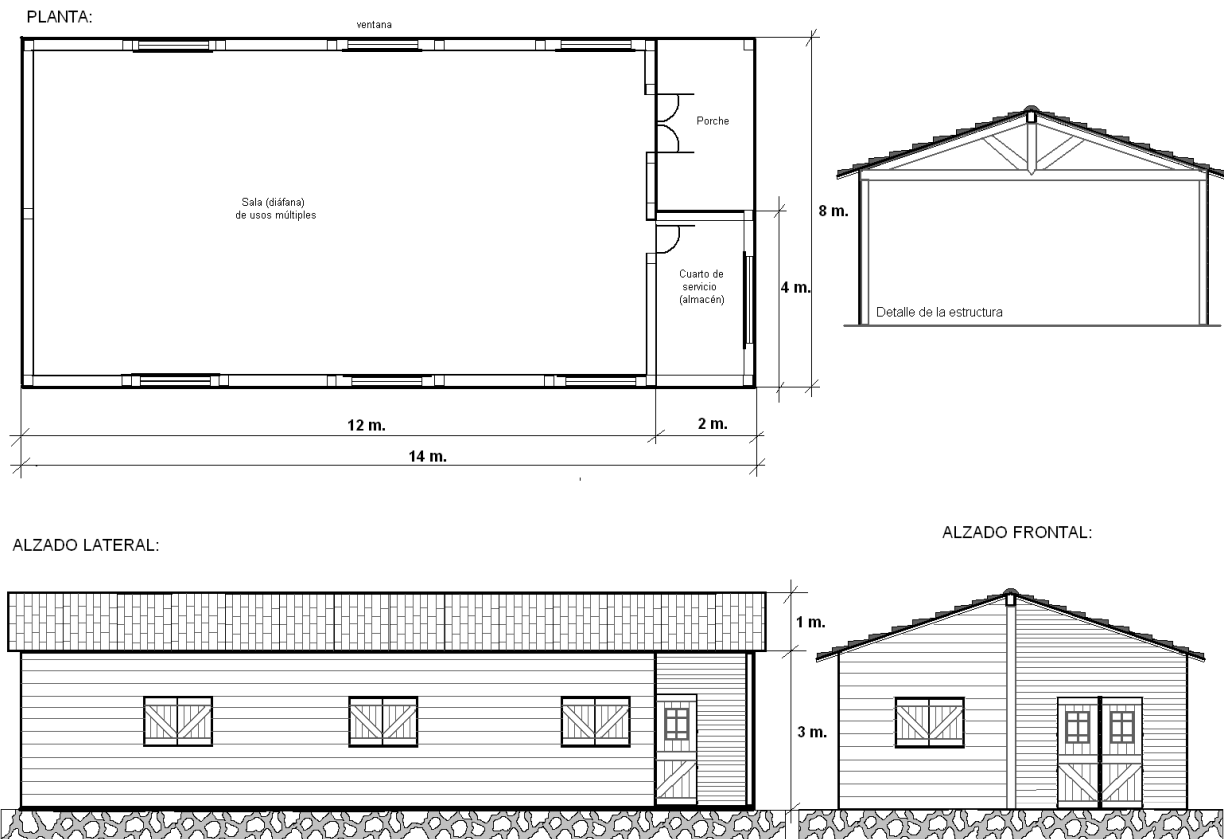 PLANTA:
ventana
Porche
Sala (diáfana)
de usos múltiples
8 m.
Cuarto de
servicio
(almacén)
4 m.
Detalle de la estructura
12 m.
2 m.
14 m.
ALZADO LATERAL:
ALZADO FRONTAL:
1 m.
3 m.